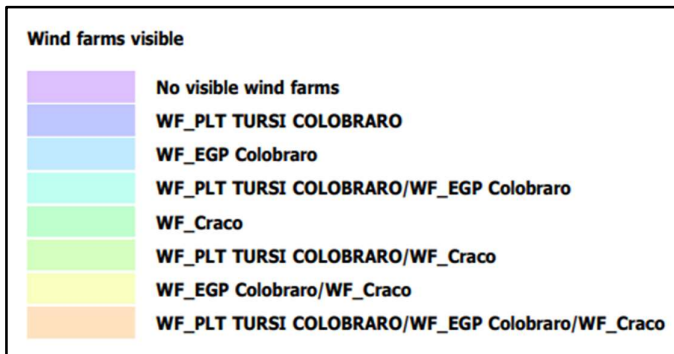 Wind farms visible
No visible wind farms
WF_PLT TURSI COLOBRARO
WF_EGP Colobraro
WF_PLT TURSI COLOBRARO/WF_EGP Colobraro
WF_Craco
WF_PLT TURSI COLOBRARO/WF_Craco
WF_EGP Colobraro/WF_Craco
WF_PLT TURSI COLOBRARO/WF_EGP Colobraro/WF_Craco